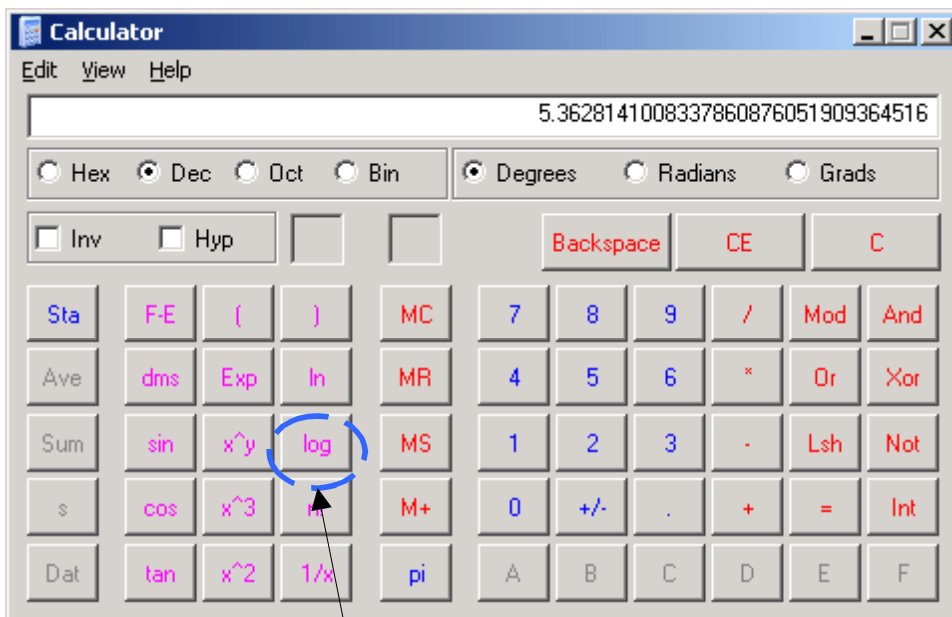 Calculator
Edit View Help
5.3628141008337860876051909364516
Hex Dec Oct Bin Degrees Radians Grads
Inv Hyp Backspace CE C
Sta F-E ( ) MC 7 8 9 / Mod And
Ave dms Exp ln MR 4 5 6 * Or Xor
Sum sin x^y log MS 1 2 3 - Lsh Not
s cos x^3 M+ 0 +/- . + = Int
Dat tan x^2 1/x pi A B C D E F